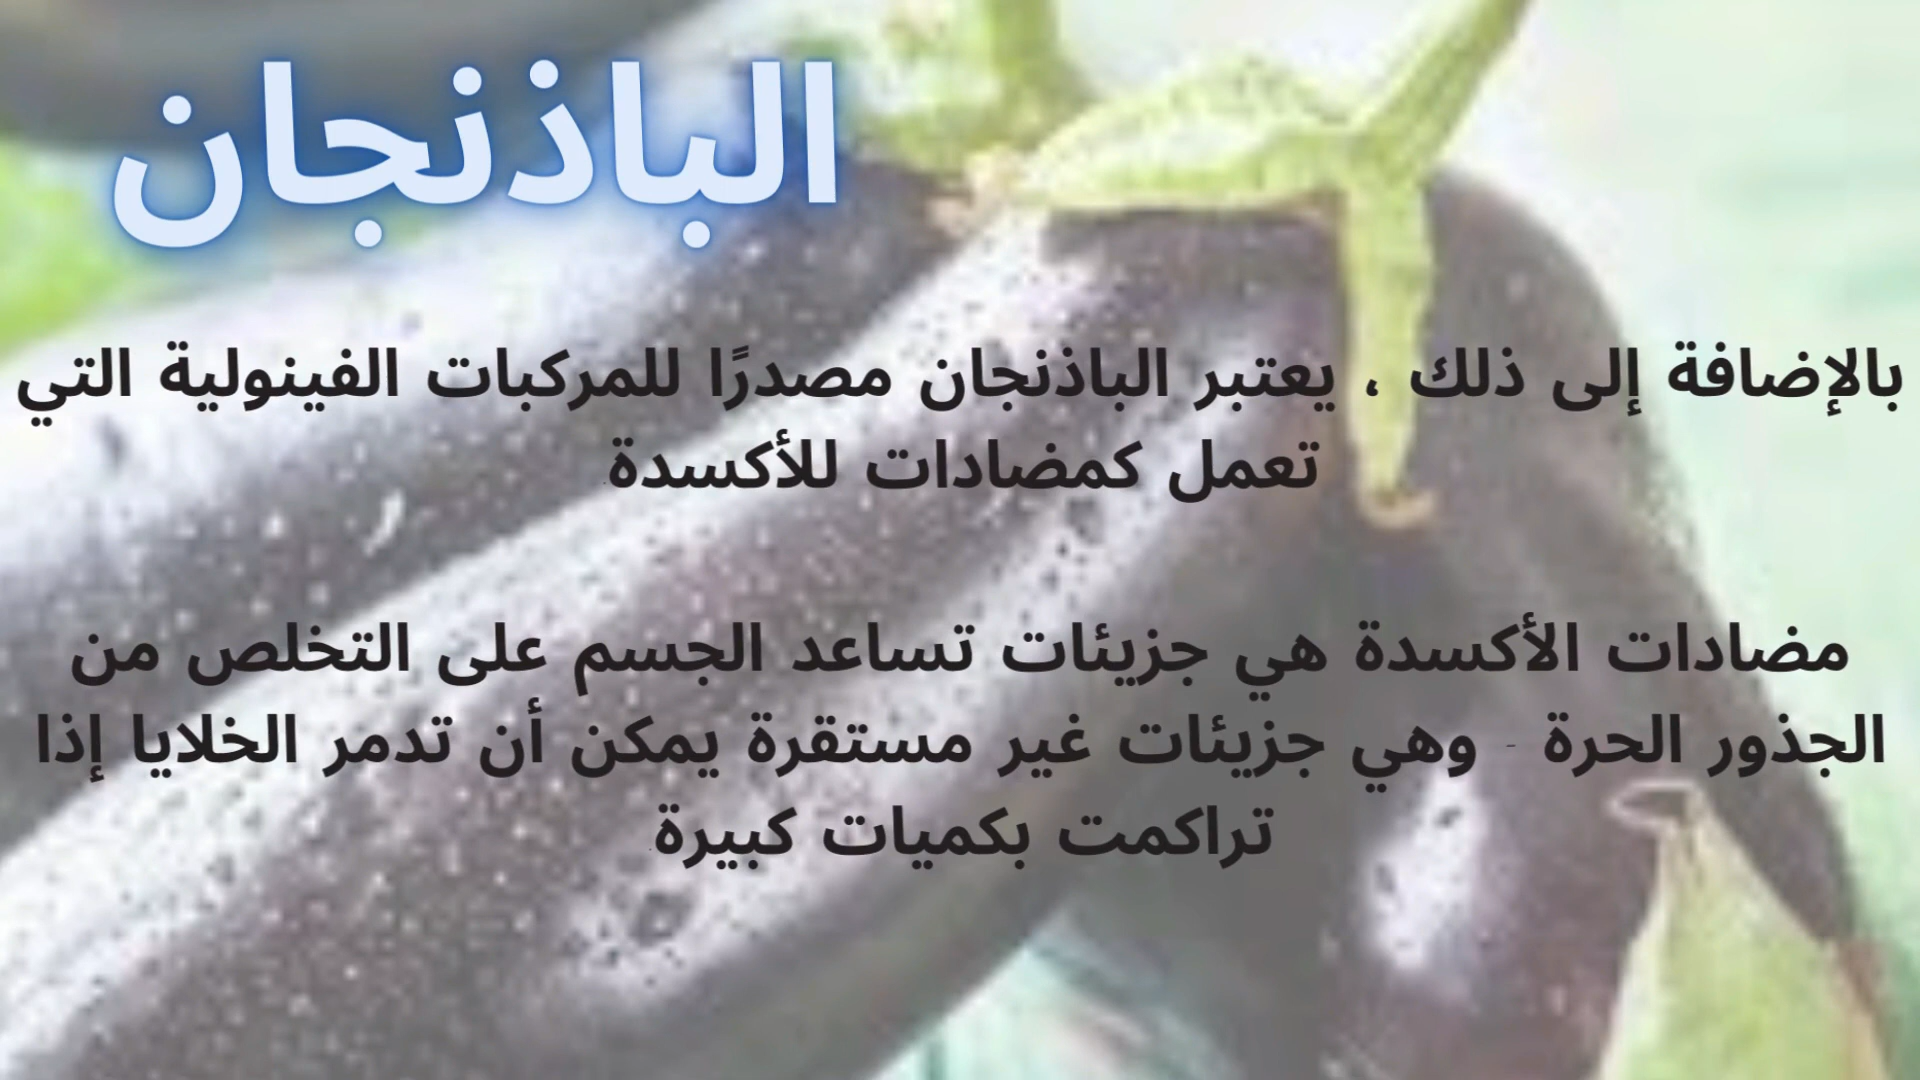 الباذنجان
بالإضافة إلى ذلك ، يعتبر الباذنجان مصدرًا للمركبات الفينولية التي
تعمل كمضادات للأكسدة.
مضادات الأكسدة هي جزيئات تساعد الجسم على التخلص من
الجذور الحرة - وهي جزيئات غير مستقرة يمكن أن تدمر الخلايا إذا
تراكمت بكميات كبيرة.